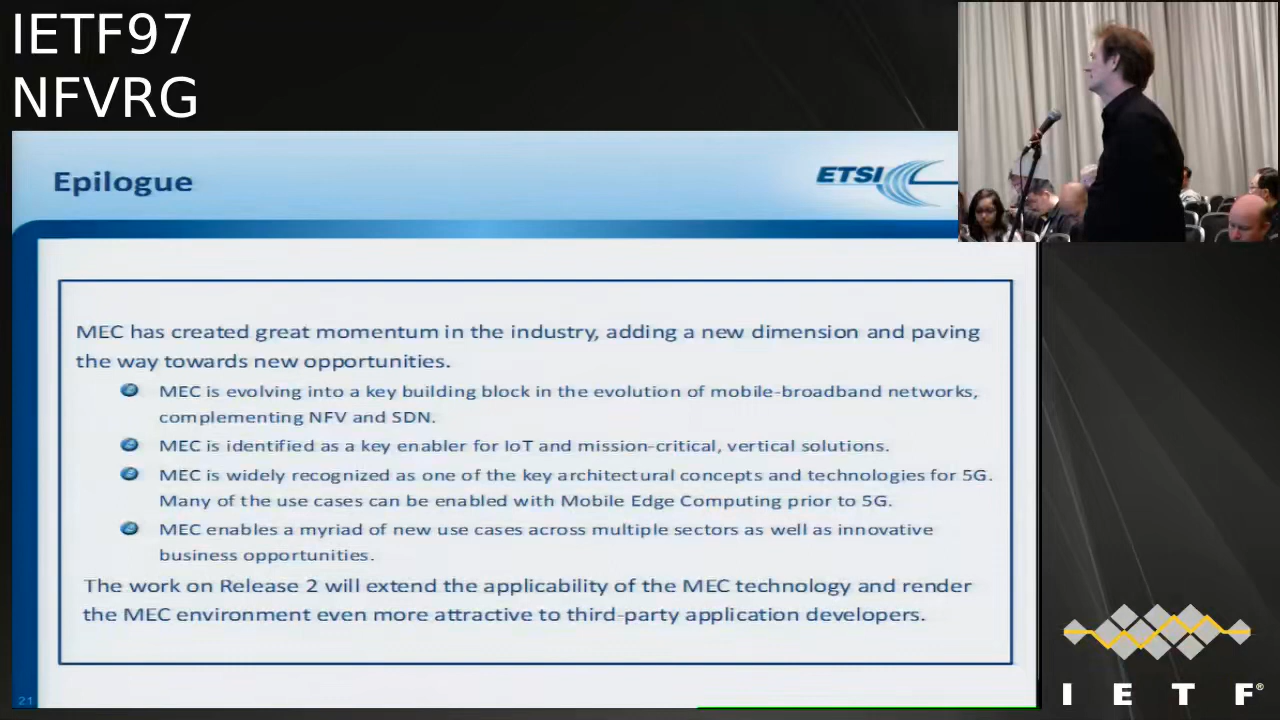 IETF97
NFVRG
Epilogue
ETSI
MEC has created great momentum in the industry, adding a new dimension and paving
the way towards new opportunities.
MEC is evolving into a key building block in the evolution of mobile-broadband networks,
complementing NFV and SDN.
MEC is identified as a key enabler for IoT and mission-critical, vertical solutions.
MEC is widely recognized as one of the key architectural concepts and technologies for 5G.
Many of the use cases can be enabled with Mobile Edge Computing prior to 5G.
MEC enables a myriad of new use cases across multiple sectors as well as innovative
business opportunities.
The work on Release 2 will extend the applicability of the MEC technology and render
the MEC environment even more attractive to third-party application developers.
21
I E T F®